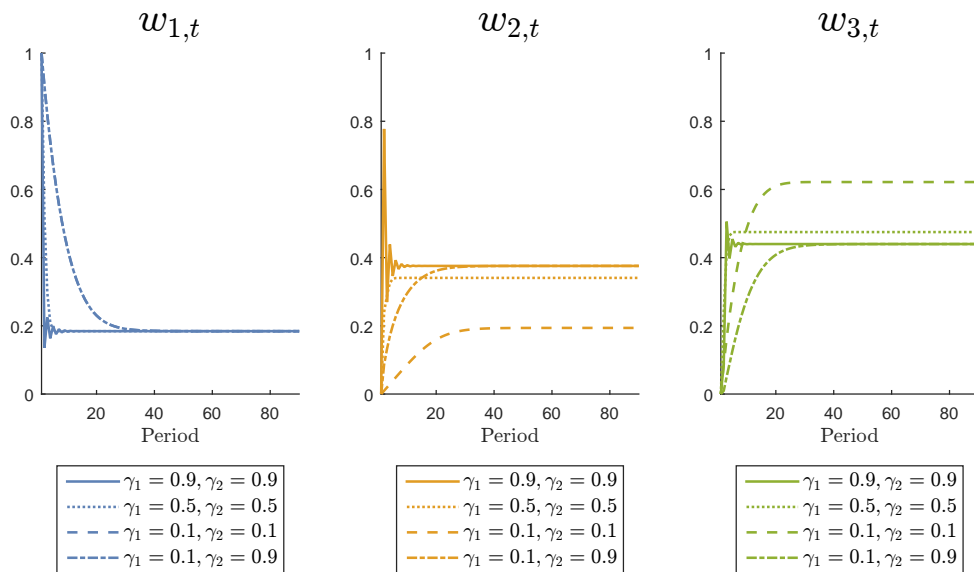 w_{1,t}
1
0.8
0.6
0.4
0.2
0
20 40 60 80
Period
γ_1 = 0.9, γ_2 = 0.9
γ_1 = 0.5, γ_2 = 0.5
γ_1 = 0.1, γ_2 = 0.1
γ_1 = 0.1, γ_2 = 0.9
w_{2,t}
1
0.8
0.6
0.4
0.2
0
20 40 60 80
Period
γ_1 = 0.9, γ_2 = 0.9
γ_1 = 0.5, γ_2 = 0.5
γ_1 = 0.1, γ_2 = 0.1
γ_1 = 0.1, γ_2 = 0.9
w_{3,t}
1
0.8
0.6
0.4
0.2
0
20 40 60 80
Period
γ_1 = 0.9, γ_2 = 0.9
γ_1 = 0.5, γ_2 = 0.5
γ_1 = 0.1, γ_2 = 0.1
γ_1 = 0.1, γ_2 = 0.9